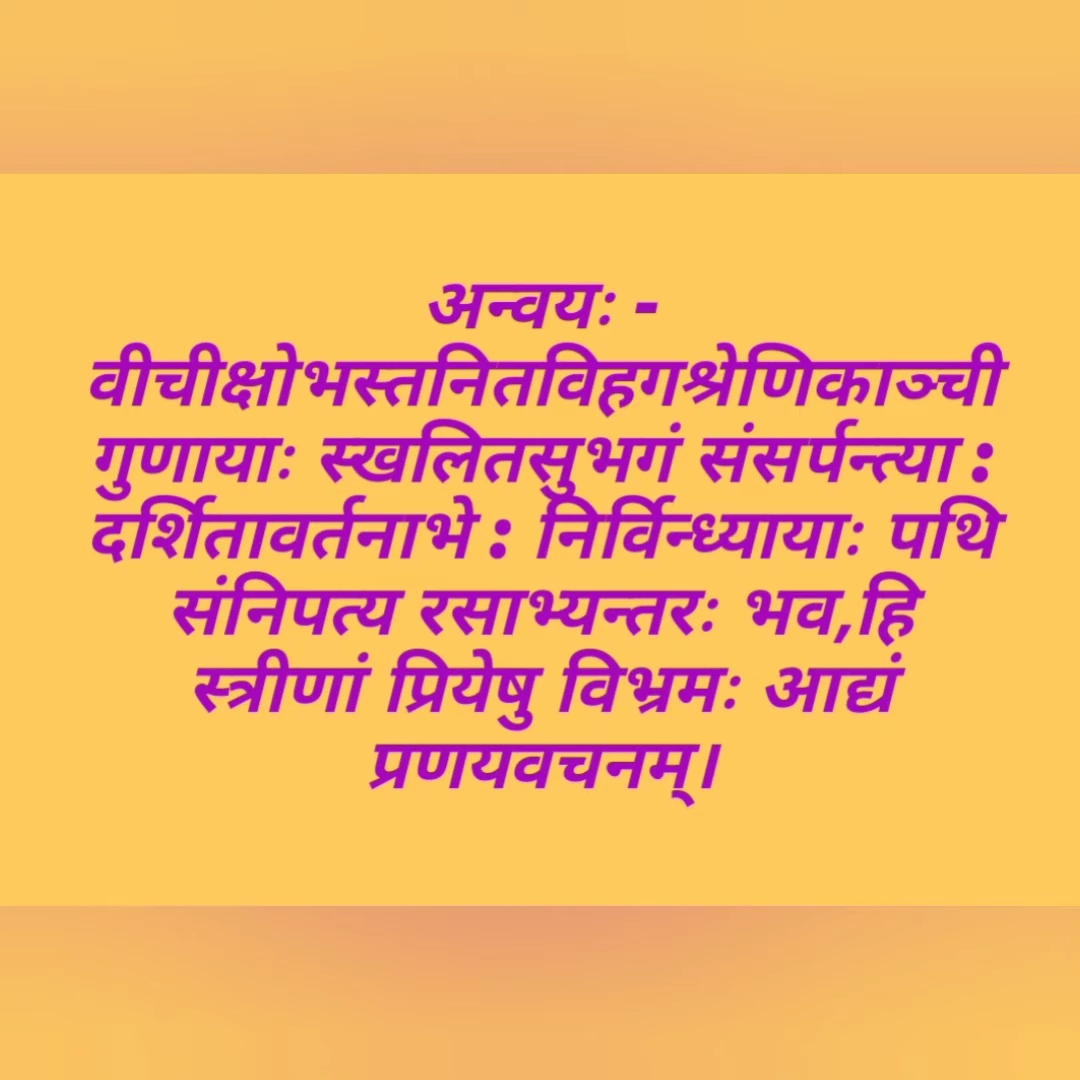 अन्वयः -
वीचीक्षोभस्तनितविहगश्रेणिकाञ्ची
गुणायाः स्खलितसुभगं संसर्पन्त्या :
दर्शितावर्तनाभे : निर्विन्ध्यायाः पथि
संनिपत्य रसाभ्यन्तरः भव,हि
स्त्रीणां प्रियेषु विभ्रमः आद्यं
प्रणयवचनम्।